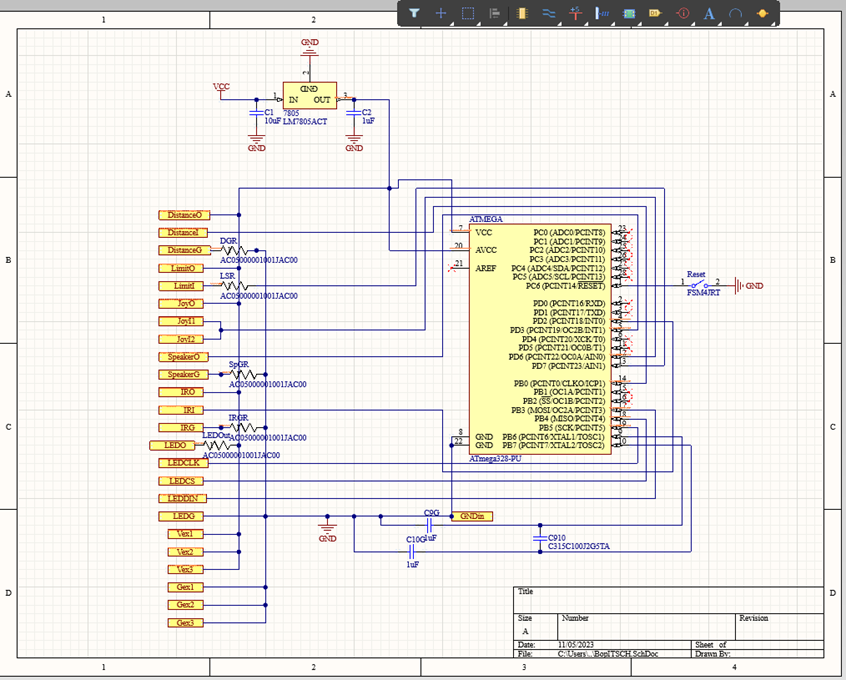 1
2
A
A
GND
2
GND
VCC
1
IN
OUT
3
C1
10uF
7805
LM7805ACT
C2
1uF
GND
GND
B
B
DistanceO
DistanceI
DistanceG
DGR
AC05000001001JAC00
LimitO
LimitI
LSR
AC05000001001JAC00
JoyO
JoyI1
JoyI2
SpeakerO
SpeakerG
SpGR
AC05000001001JAC00
IRO
IRI
IRG
IRGR
AC05000001001JAC00
LEDO
LEDOut
AC05000001001JAC00
LEDCLK
LEDCS
LEDDIN
LEDG
Vex1
Vex2
Vex3
Gex1
Gex2
Gex3
ATMEGA
7
VCC
20
AVCC
21
AREF
8
GND
22
GND
PC0 (ADC0/PCINT8)
23
PC1 (ADC1/PCINT9)
PC2 (ADC2/PCINT10)
PC3 (ADC3/PCINT11)
PC4 (ADC4/SDA/PCINT12)
PC5 (ADC5/SCL/PCINT13)
PC6 (PCINT14/RESET)
PD0 (PCINT16/RXD)
PD1 (PCINT17/TXD)
PD2 (PCINT18/INT0)
PD3 (PCINT19/OC2B/INT1)
PD4 (PCINT20/XCK/T0)
PD5 (PCINT21/OC0B/T1)
PD6 (PCINT22/OC0A/AIN0)
PD7 (PCINT23/AIN1)
13
PB0 (PCINT0/CLKO/ICP1)
14
PB1 (OC1A/PCINT1)
PB2 (SS/OC1B/PCINT2)
PB3 (MOSI/OC2A/PCINT3)
PB4 (MISO/PCINT4)
PB5 (SCK/PCINT5)
PB6 (PCINT6/XTAL1/TOSC1)
PB7 (PCINT7/XTAL2/TOSC2)
10
ATmega328-PU
Reset
1
2
FSM4JRT
GND
C
C
GND
GNDin
C9G
1uF
C10G
1uF
C910
C315C100J2G5TA
D
D
Title
Size
Number
Revision
A
Date:
11/05/2023
Sheet of
File:
C:\Users\..\BopITSCH.SchDoc
Drawn By:
1
2
3
4